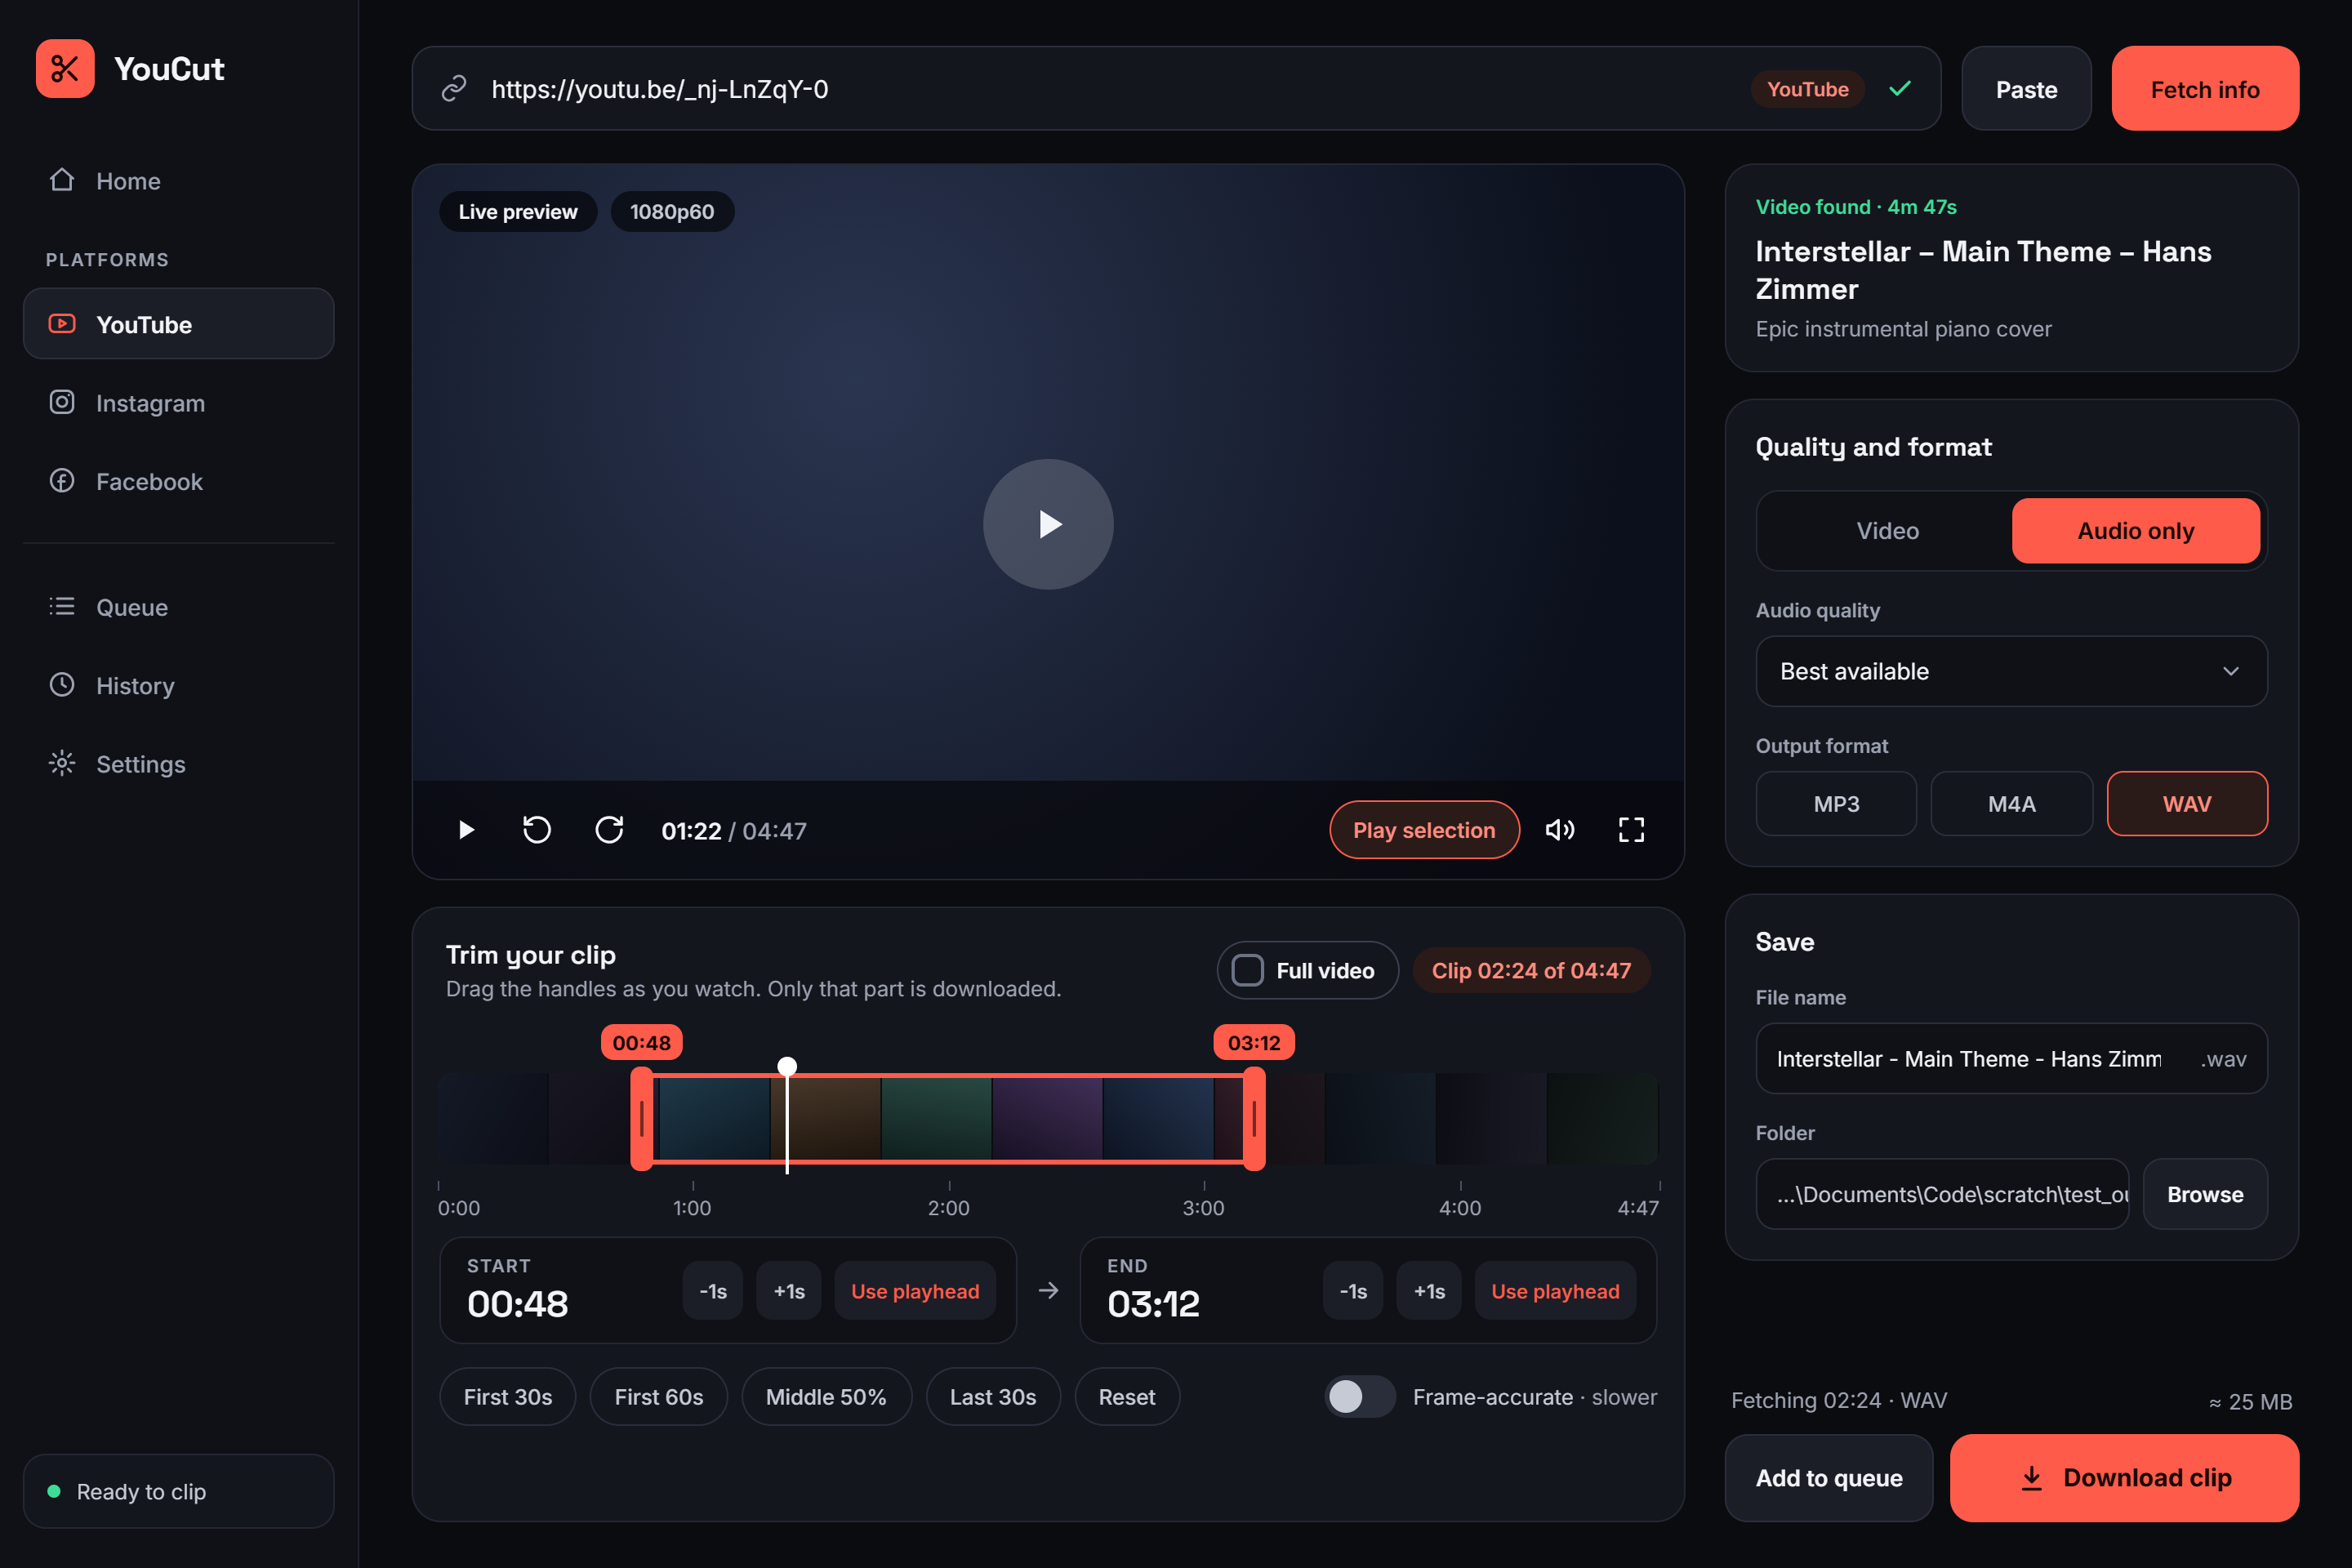 YouCut
Home
PLATFORMS
YouTube
Instagram
Facebook
Queue
History
Settings
Ready to clip
https://youtu.be/_nj-LnZqY-0
YouTube
Paste
Fetch info
Live preview
1080p60
01:22 / 04:47
Play selection
Trim your clip
Drag the handles as you watch. Only that part is downloaded.
Full video
Clip 02:24 of 04:47
00:48
03:12
0:00
1:00
2:00
3:00
4:00
4:47
START
00:48
-1s
+1s
Use playhead
END
03:12
-1s
+1s
Use playhead
First 30s
First 60s
Middle 50%
Last 30s
Reset
Frame-accurate · slower
Video found · 4m 47s
Interstellar – Main Theme – Hans
Zimmer
Epic instrumental piano cover
Quality and format
Video
Audio only
Audio quality
Best available
Output format
MP3
M4A
WAV
Save
File name
Interstellar - Main Theme - Hans Zimm
.wav
Folder
...\Documents\Code\scratch\test_ou
Browse
Fetching 02:24 · WAV
≈ 25 MB
Add to queue
Download clip